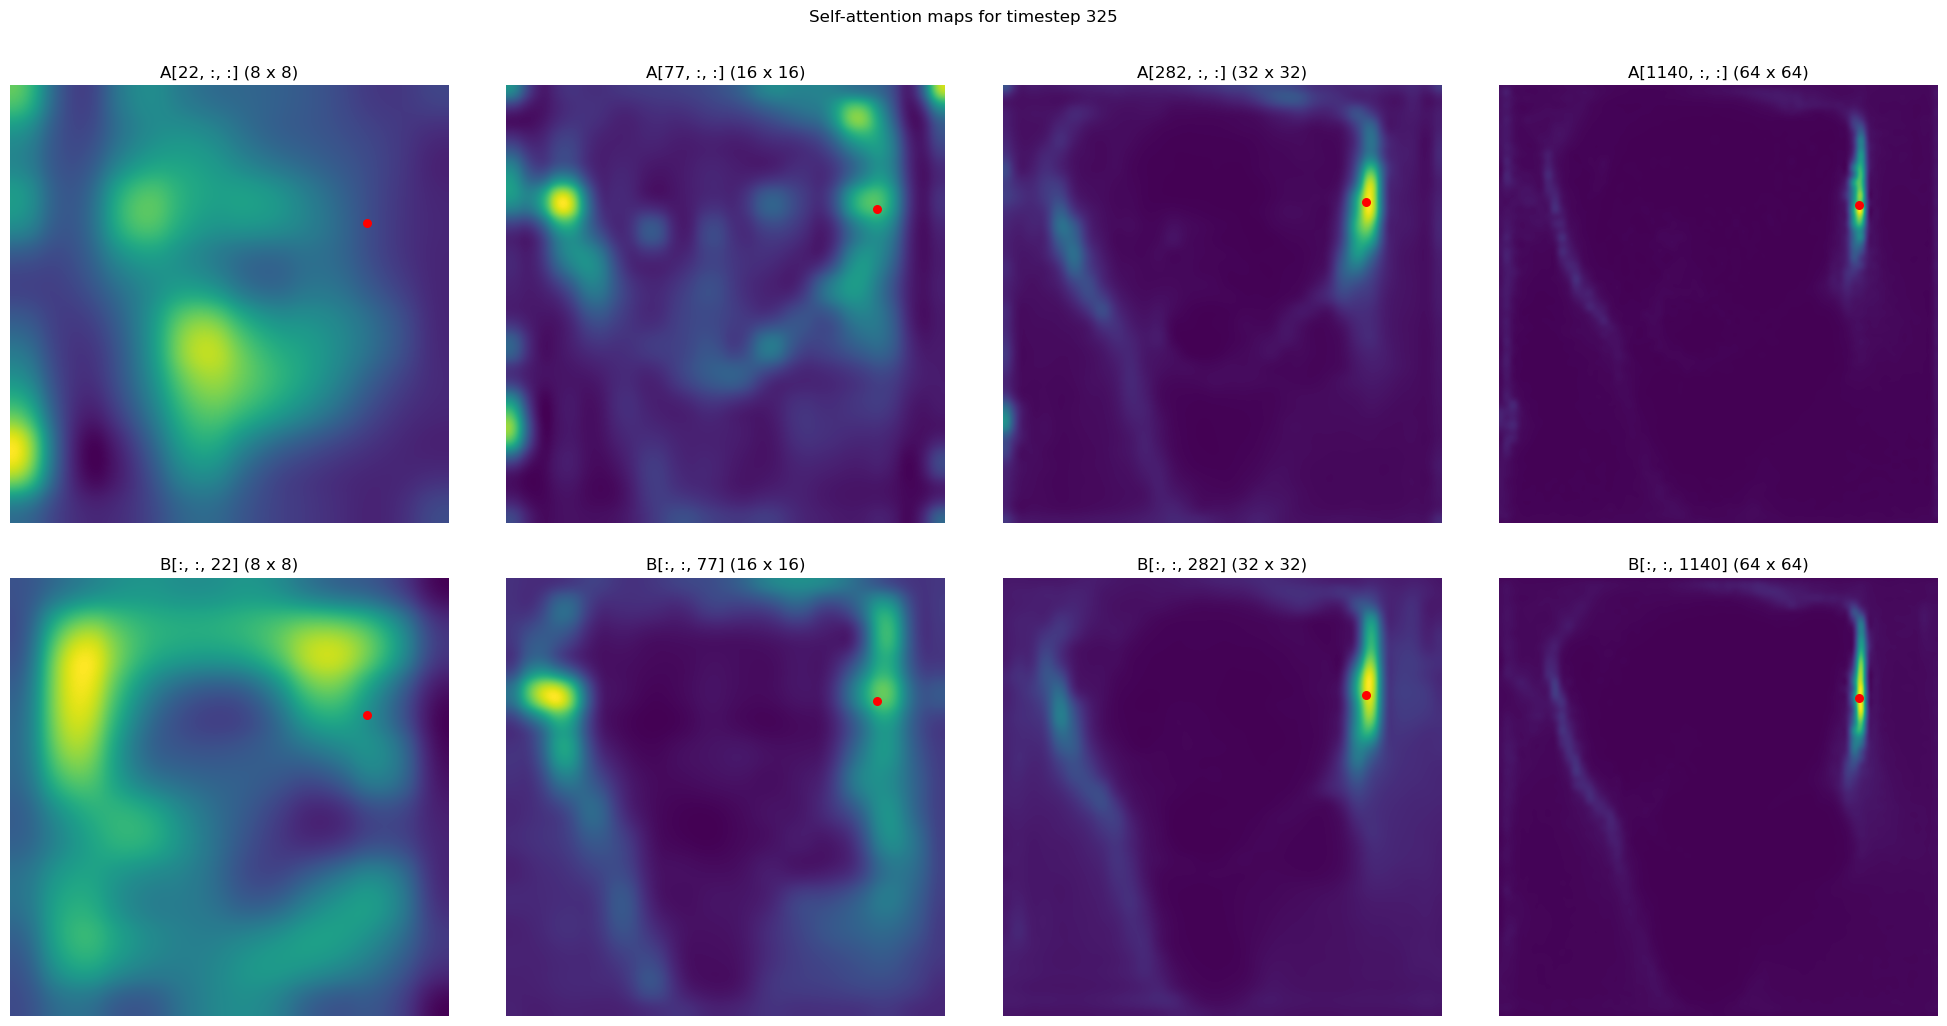 Self-attention maps for timestep 325
A[22, :, :] (8 x 8)
A[77, :, :] (16 x 16)
A[282, :, :] (32 x 32)
A[1140, :, :] (64 x 64)
B[:, :, 22] (8 x 8)
B[:, :, 77] (16 x 16)
B[:, :, 282] (32 x 32)
B[:, :, 1140] (64 x 64)